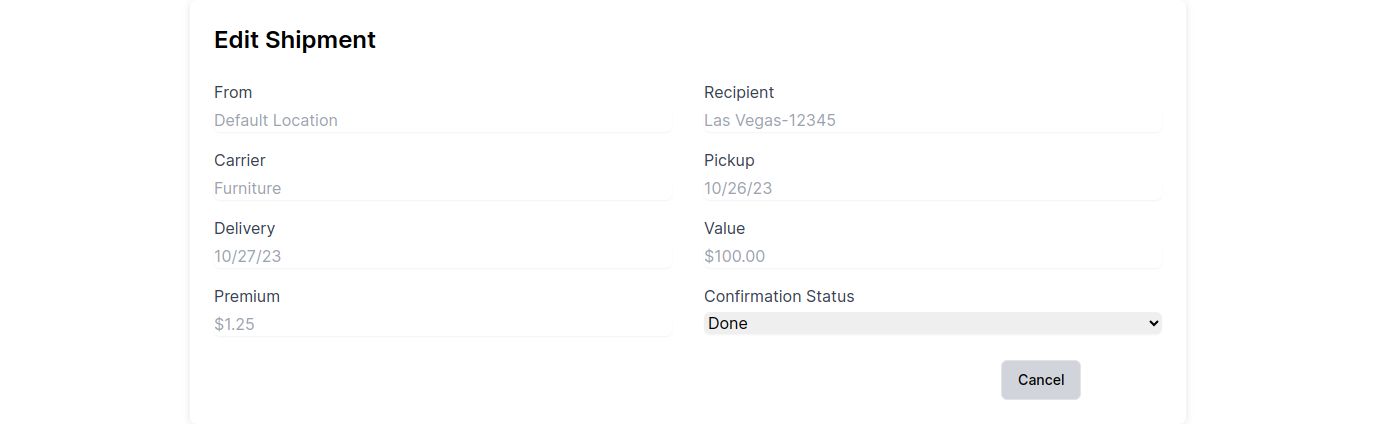 Edit Shipment
From
Recipient
Default Location
Las Vegas-12345
Carrier
Pickup
Furniture
10/26/23
Delivery
Value
10/27/23
$100.00
Premium
Confirmation Status
$1.25
Done
Cancel